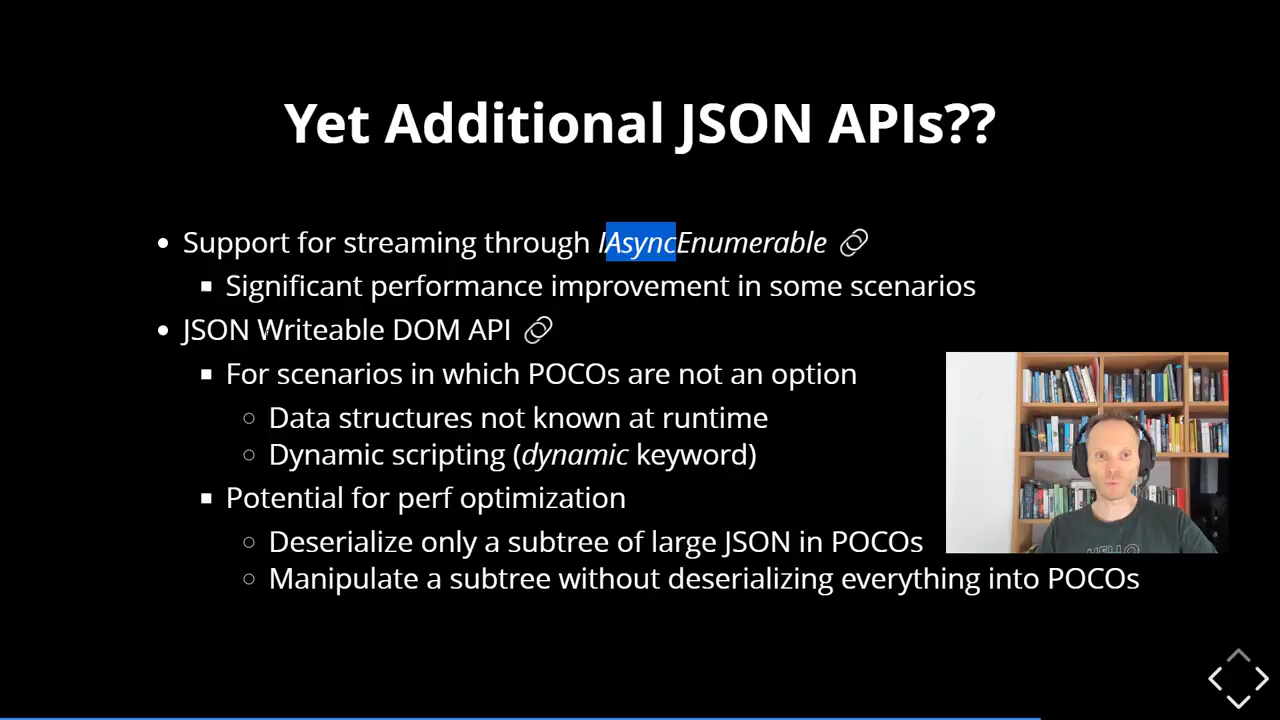 Yet Additional JSON APIs??
Support for streaming through IAsyncEnumerable
Significant performance improvement in some scenarios
JSON Writeable DOM API
For scenarios in which POCOs are not an option
Data structures not known at runtime
Dynamic scripting (dynamic keyword)
Potential for perf optimization
Deserialize only a subtree of large JSON in POCOs
Manipulate a subtree without deserializing everything into POCOs
HELLO